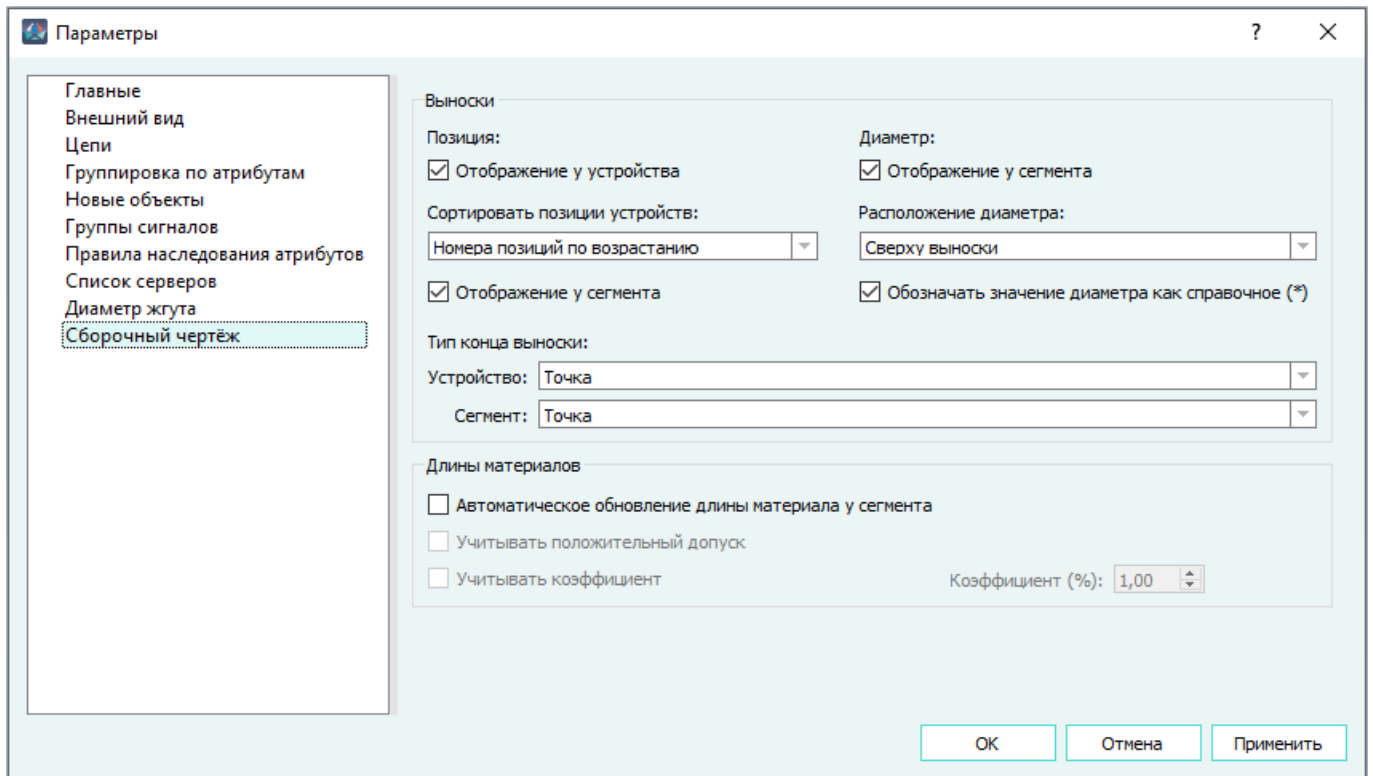 Параметры
?
Главные
Внешний вид
Цепи
Группировка по атрибутам
Новые объекты
Группы сигналов
Правила наследования атрибутов
Список серверов
Диаметр жгута
Сборочный чертёж
Выноски
Позиция:
Диаметр:
Отображение у устройства
Отображение у сегмента
Сортировать позиции устройств:
Расположение диаметра:
Номера позиций по возрастанию
Сверху выноски
Отображение у сегмента
Обозначать значение диаметра как справочное (*)
Тип конца выноски:
Устройство: Точка
Сегмент: Точка
Длины материалов
Автоматическое обновление длины материала у сегмента
Учитывать положительный допуск
Учитывать коэффициент
Коэффициент (%): 1,00
OK
Отмена
Применить